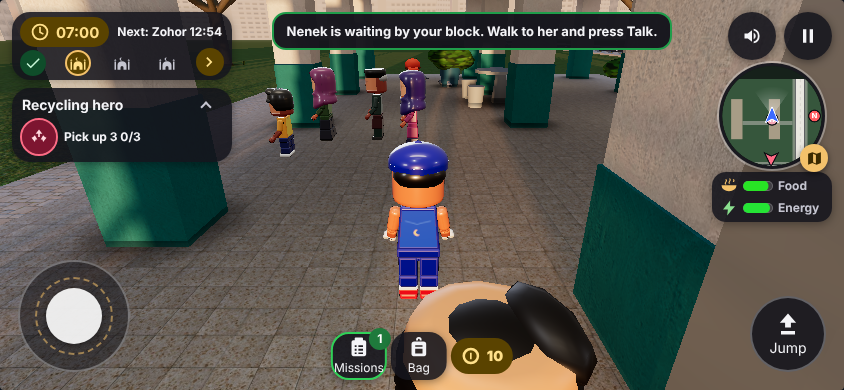 07:00
Next: Zohor 12:54
Nenek is waiting by your block. Walk to her and press Talk.
Recycling hero
Pick up 3 0/3
N
Food
Energy
Missions
1
Bag
10
Jump